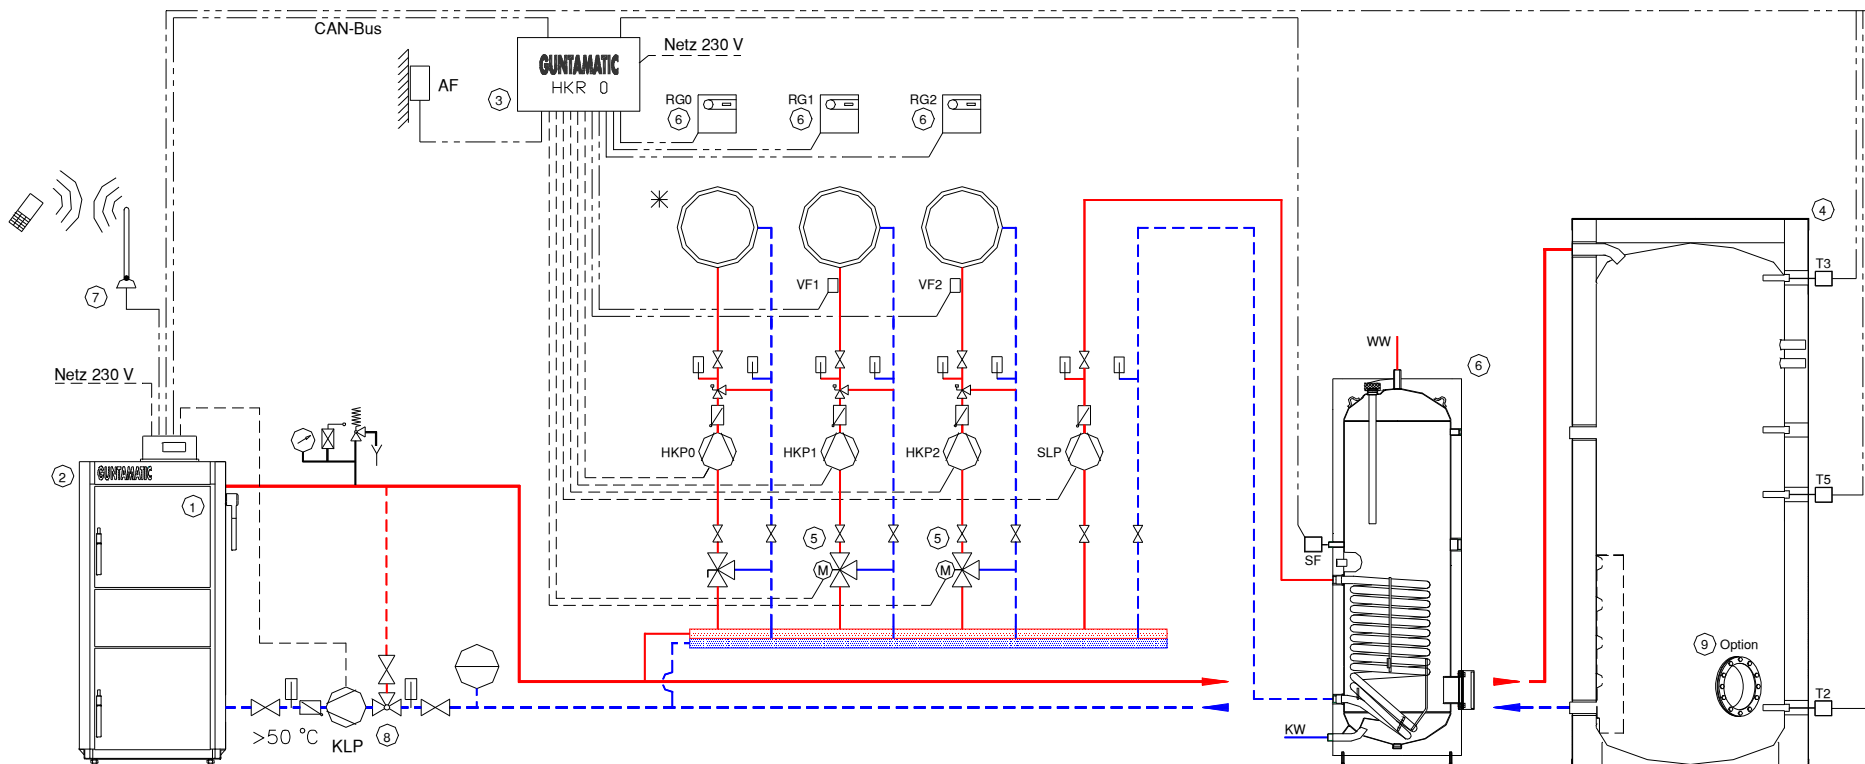 CAN-Bus
Netz 230 V
GUNTAMATIC
HKR 0
AF
3
RG0
6
RG1
6
RG2
6
4
T3
VF1
VF2
7
WW
6
Netz 230 V
HKP0
HKP1
HKP2
SLP
2
GUNTAMATIC
1
T5
5
5
SF
M
M
9 Option
T2
>50 °C
KLP
8
KW